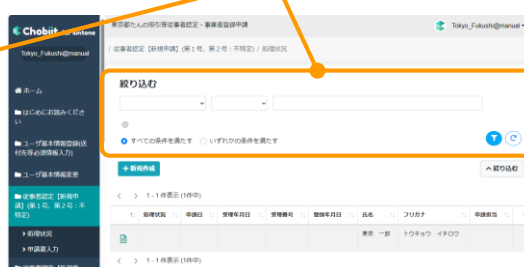 東京都たんの吸引等従事者認定・事業者登録申請
Tokyo_Fukushi@manual
Chobiit for kintone
Tokyo_Fukushi@manual
/ 従事者認定【新規申請】(第1号、第2号：不特定) / 処理状況
ホーム
はじめにお読みください
ユーザ基本情報登録(送付先等必須情報入力)
ユーザ基本情報変更
従事者認定【新規申請】(第1号、第2号：不特定)
> 処理状況
> 申請書入力
絞り込む
すべての条件を満たす
いずれかの条件を満たす
+ 新規作成
絞り込む
< > 1 - 1 件表示 (1件中)
処理状況 申請日 受理年月日 受理番号 登録年月日 氏名 フリガナ 申請担当
東京 一郎 トウキョウ イチロウ
< > 1 - 1 件表示 (1件中)